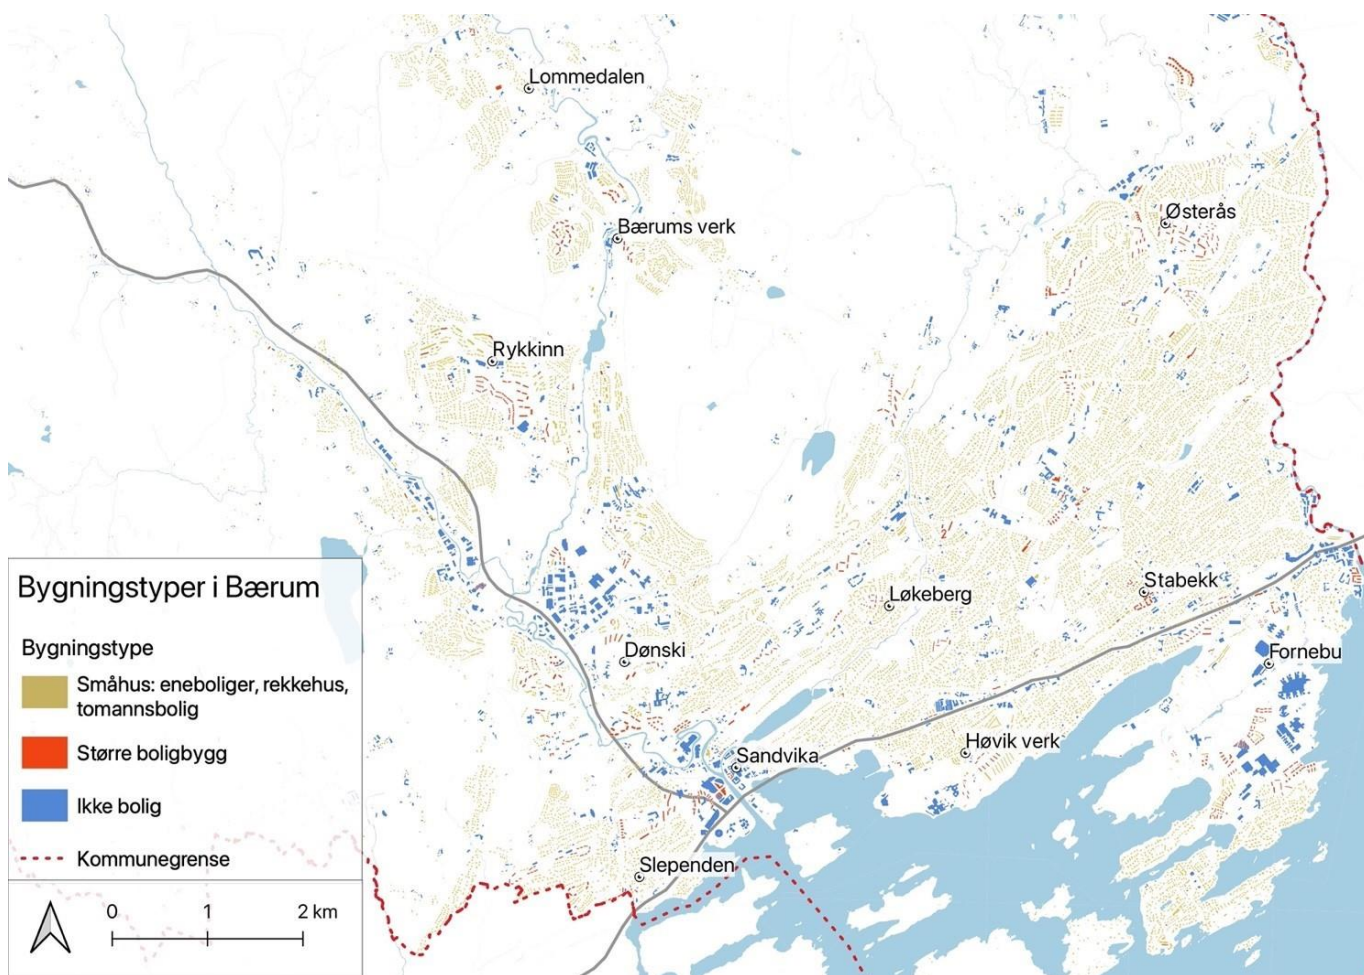 Lommedalen
Østerås
Bærums verk
Rykkinn
Løkeberg
Stabekk
Dønski
Fornebu
Høvik verk
Sandvika
Slependen
Bygningstyper i Bærum
Bygningstype
Småhus: eneboliger, rekkehus,
tomannsbolig
Større boligbygg
Ikke bolig
Kommunegrense
0 1 2 km